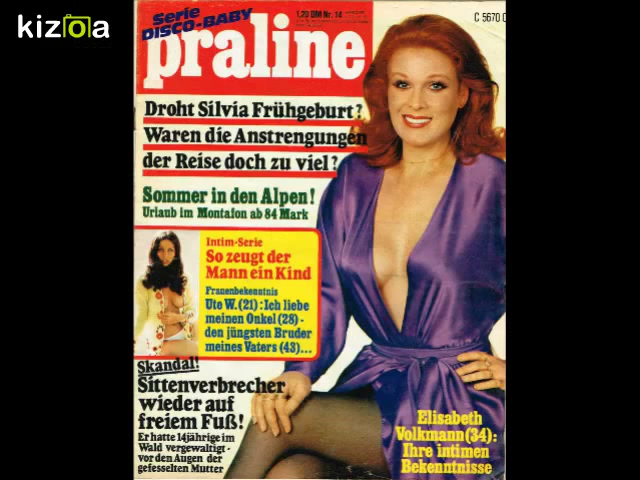 kizoa
Serie
DISCO-BABY
1,20 DM Nr. 14
C 5670 C
praline
Droht Silvia Frühgeburt?
Waren die Anstrengungen
der Reise doch zu viel?
Sommer in den Alpen!
Urlaub im Montafon ab 84 Mark
Intim-Serie
So zeugt der
Mann ein Kind
Frauenbekenntnis
Ute W. (21): Ich liebe
meinen Onkel (28) -
den jüngsten Bruder
meines Vaters (43)...
Skandal!
Sittenverbrecher
wieder auf
freiem Fuß!
Er hatte 14jährige im
Wald vergewaltigt -
vor den Augen der
gefesselten Mutter
Elisabeth
Volkmann (34):
Ihre intimen
Bekenntnisse